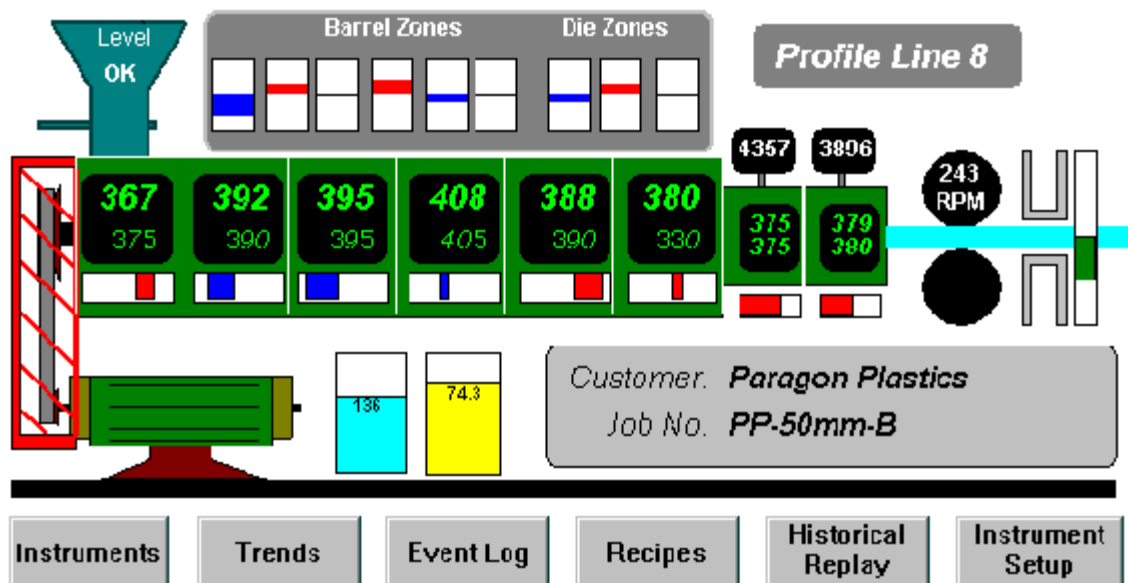 Level
OK
Barrel Zones
Die Zones
Profile Line 8
4357
3896
367
375
392
390
395
395
408
405
388
390
380
330
375
375
379
380
243
RPM
136
74.3
Customer. Paragon Plastics
Job No. PP-50mm-B
Instruments
Trends
Event Log
Recipes
Historical
Replay
Instrument
Setup